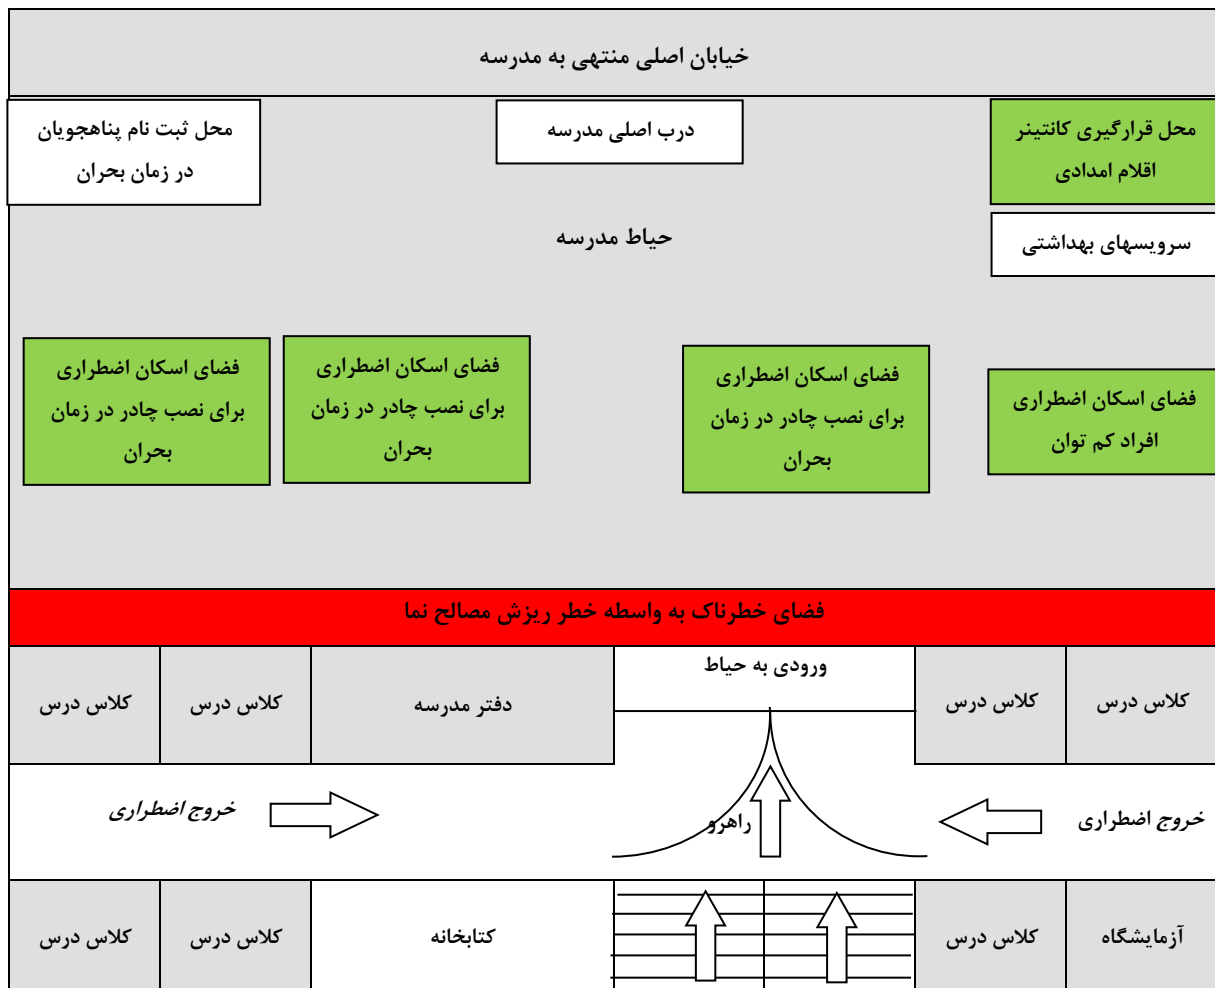 خیابان اصلی منتهی به مدرسه
محل قرارگیری کانتینر
اقلام امدادی
درب اصلی مدرسه
محل ثبت نام پناهجویان
در زمان بحران
سرویسهای بهداشتی
حیاط مدرسه
فضای اسکان اضطراری
افراد کم توان
فضای اسکان اضطراری
برای نصب چادر در زمان
بحران
فضای اسکان اضطراری
برای نصب چادر در زمان
بحران
فضای اسکان اضطراری
برای نصب چادر در زمان
بحران
فضای خطرناک به واسطه خطر ریزش مصالح نما
کلاس درس
کلاس درس
ورودی به حیاط
دفتر مدرسه
کلاس درس
کلاس درس
خروج اضطراری
راهرو
خروج اضطراری
آزمایشگاه
کلاس درس
کتابخانه
کلاس درس
کلاس درس